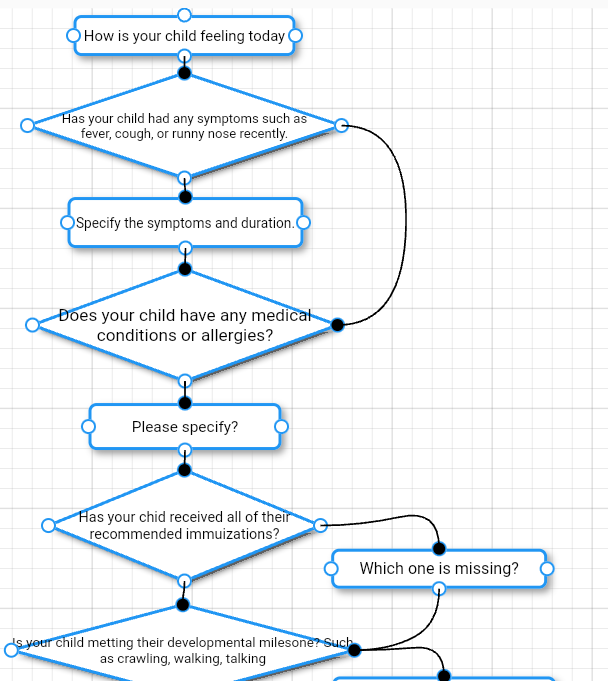 How is your child feeling today
Has your child had any symptoms such as
fever, cough, or runny nose recently.
Specify the symptoms and duration.
Does your child have any medical
conditions or allergies?
Please specify?
Has your chid received all of their
recommended immuizations?
Which one is missing?
Is your child metting their developmental milesone? Such
as crawling, walking, talking